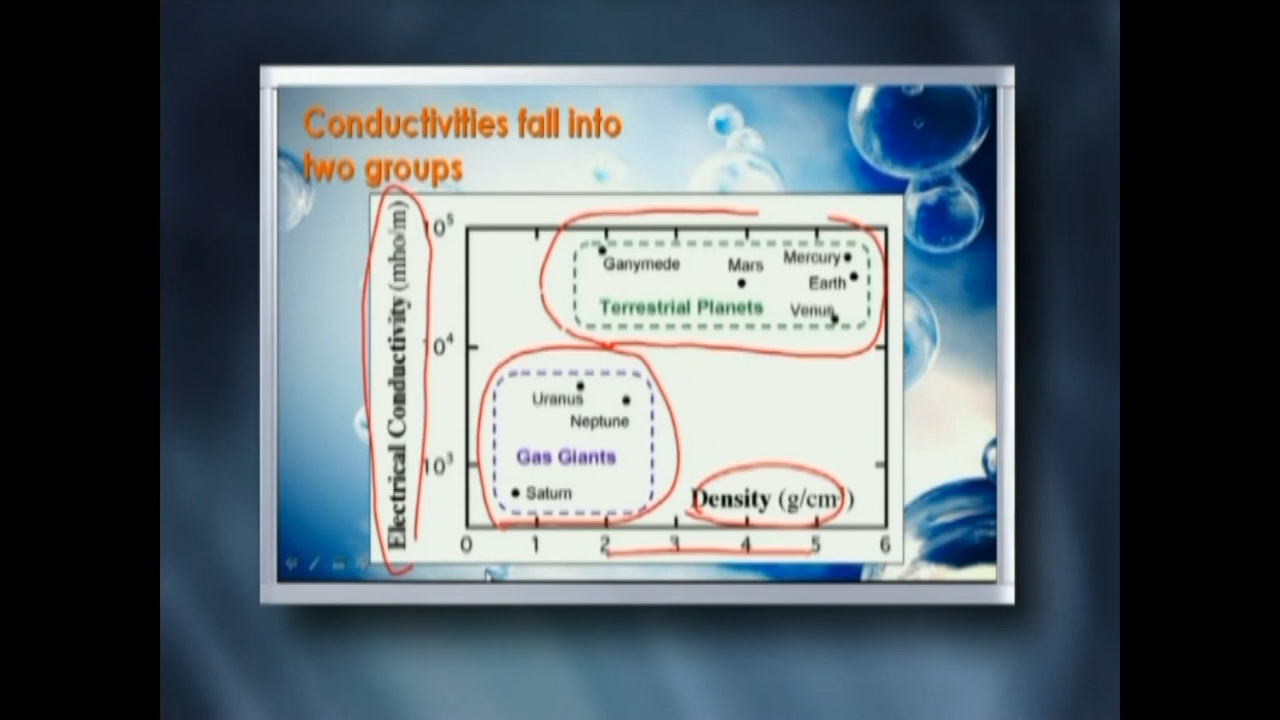 Conductivities fall into
two groups
Electrical Conductivity (mho/m)
10⁵
10⁴
10³
Ganymede
Mars
Mercury
Earth
Terrestrial Planets
Venus
Uranus
Neptune
Gas Giants
Saturn
Density (g/cm³)
0 1 2 3 4 5 6